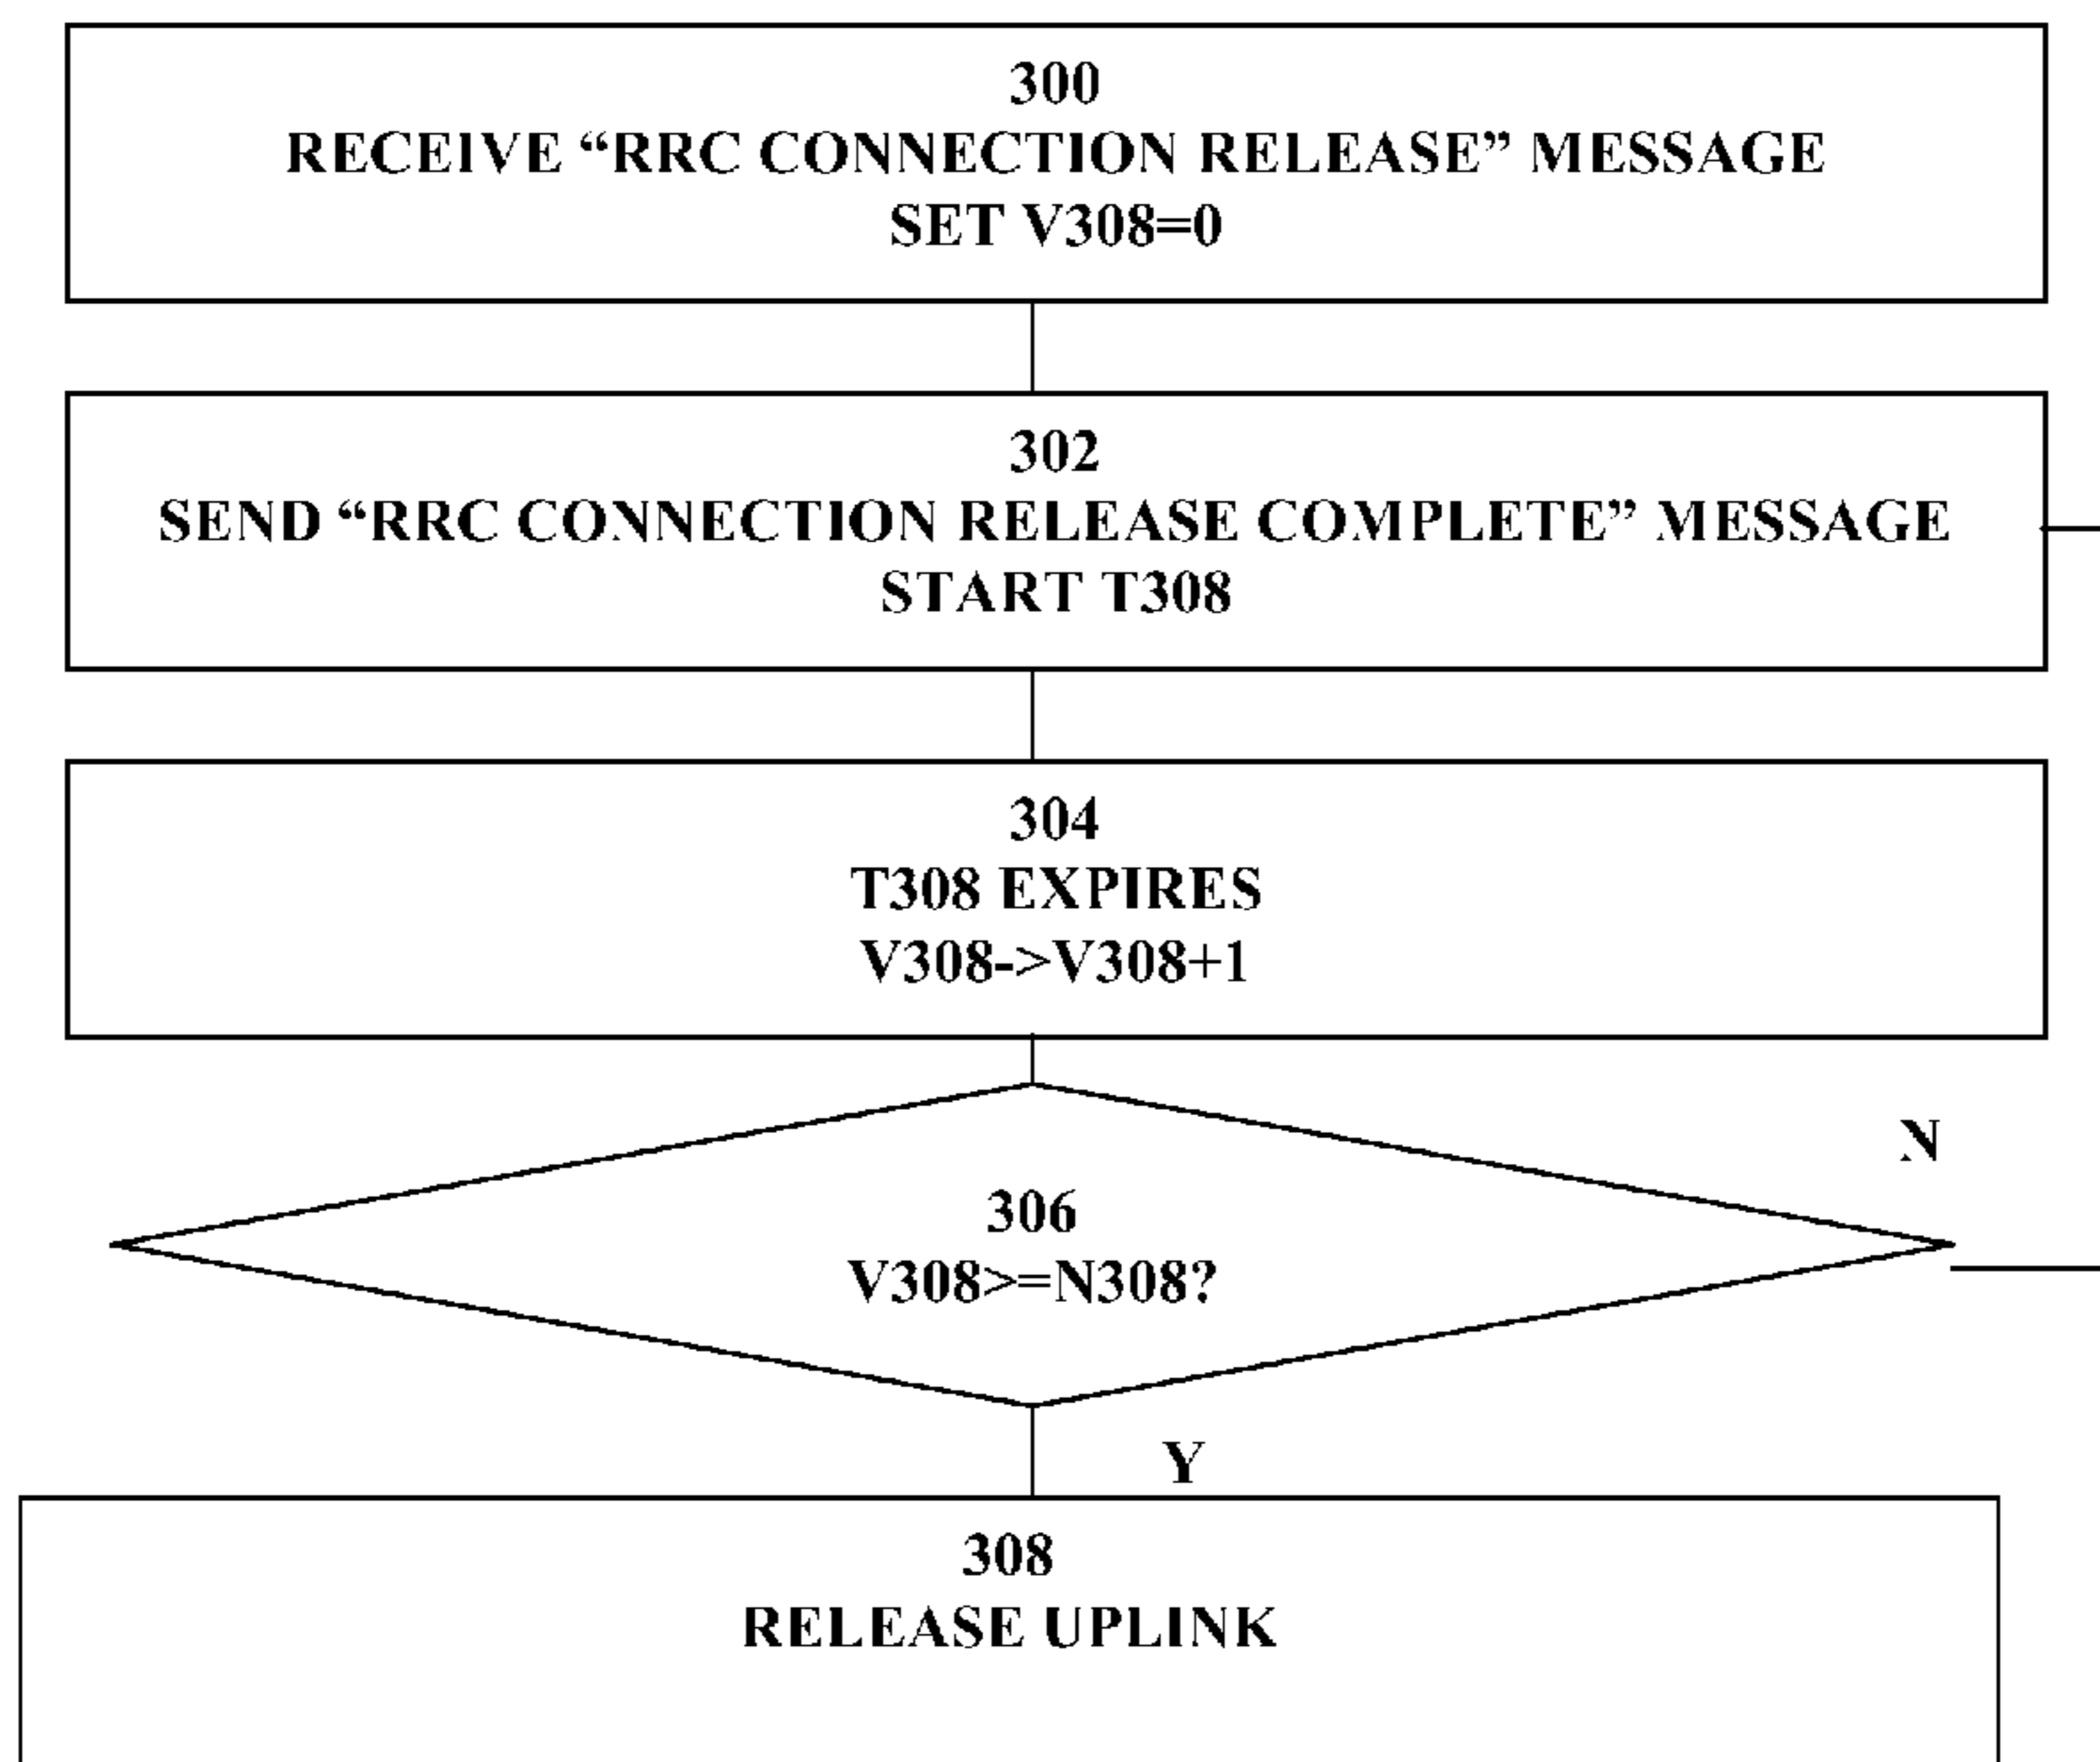 300
RECEIVE “RRC CONNECTION RELEASE” MESSAGE
SET V308=0
302
SEND “RRC CONNECTION RELEASE COMPLETE” MESSAGE
START T308
304
T308 EXPIRES
V308->V308+1
N
306
V308>=N308?
Y
308
RELEASE UPLINK